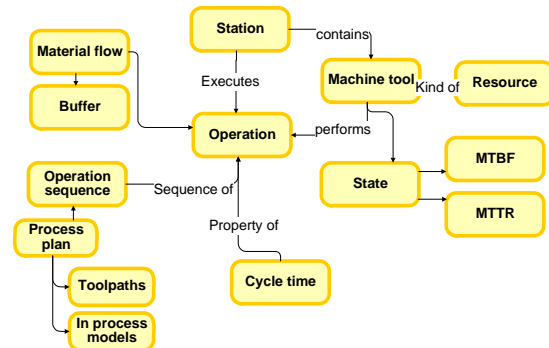 Station
contains
Material flow
Machine tool
Kind of
Resource
Executes
Buffer
Operation
performs
MTBF
Operation
sequence
Sequence of
State
MTTR
Process
plan
Property of
Toolpaths
Cycle time
In process
models